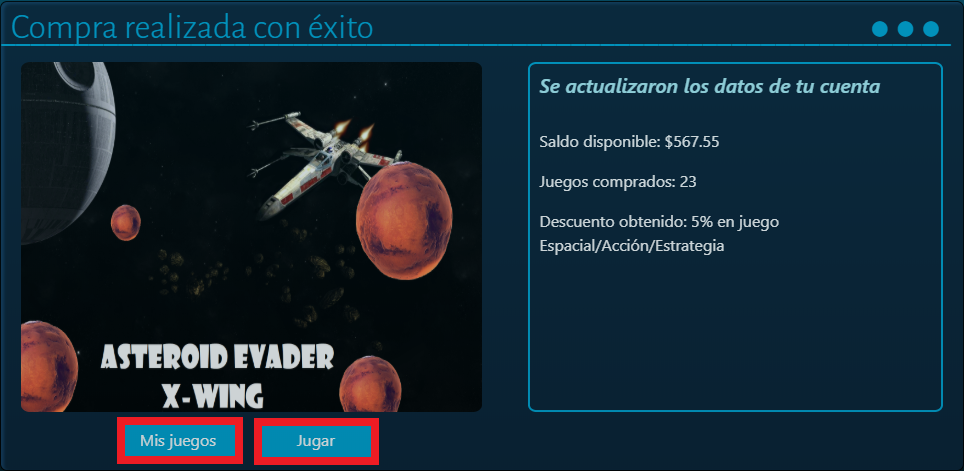 Compra realizada con éxito
ASTEROID EVADER
X-WING
Mis juegos
Jugar
Se actualizaron los datos de tu cuenta
Saldo disponible: $567.55
Juegos comprados: 23
Descuento obtenido: 5% en juego
Espacial/Acción/Estrategia